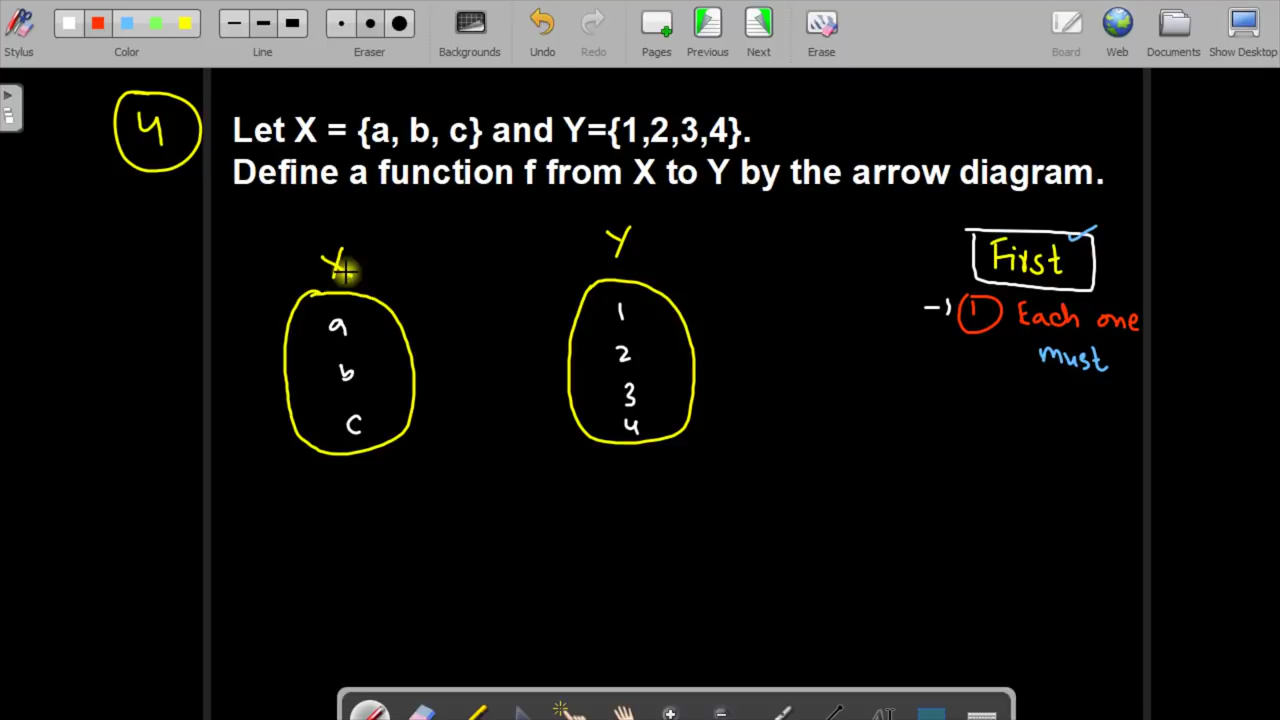 Stylus Color Line Eraser Backgrounds Undo Redo Pages Previous Next Erase Board Web Documents Show Desktop
4
Let X = {a, b, c} and Y={1,2,3,4}.
Define a function f from X to Y by the arrow diagram.
X Y
First
a 1 → 1 Each one
b 2 must
c 3
4